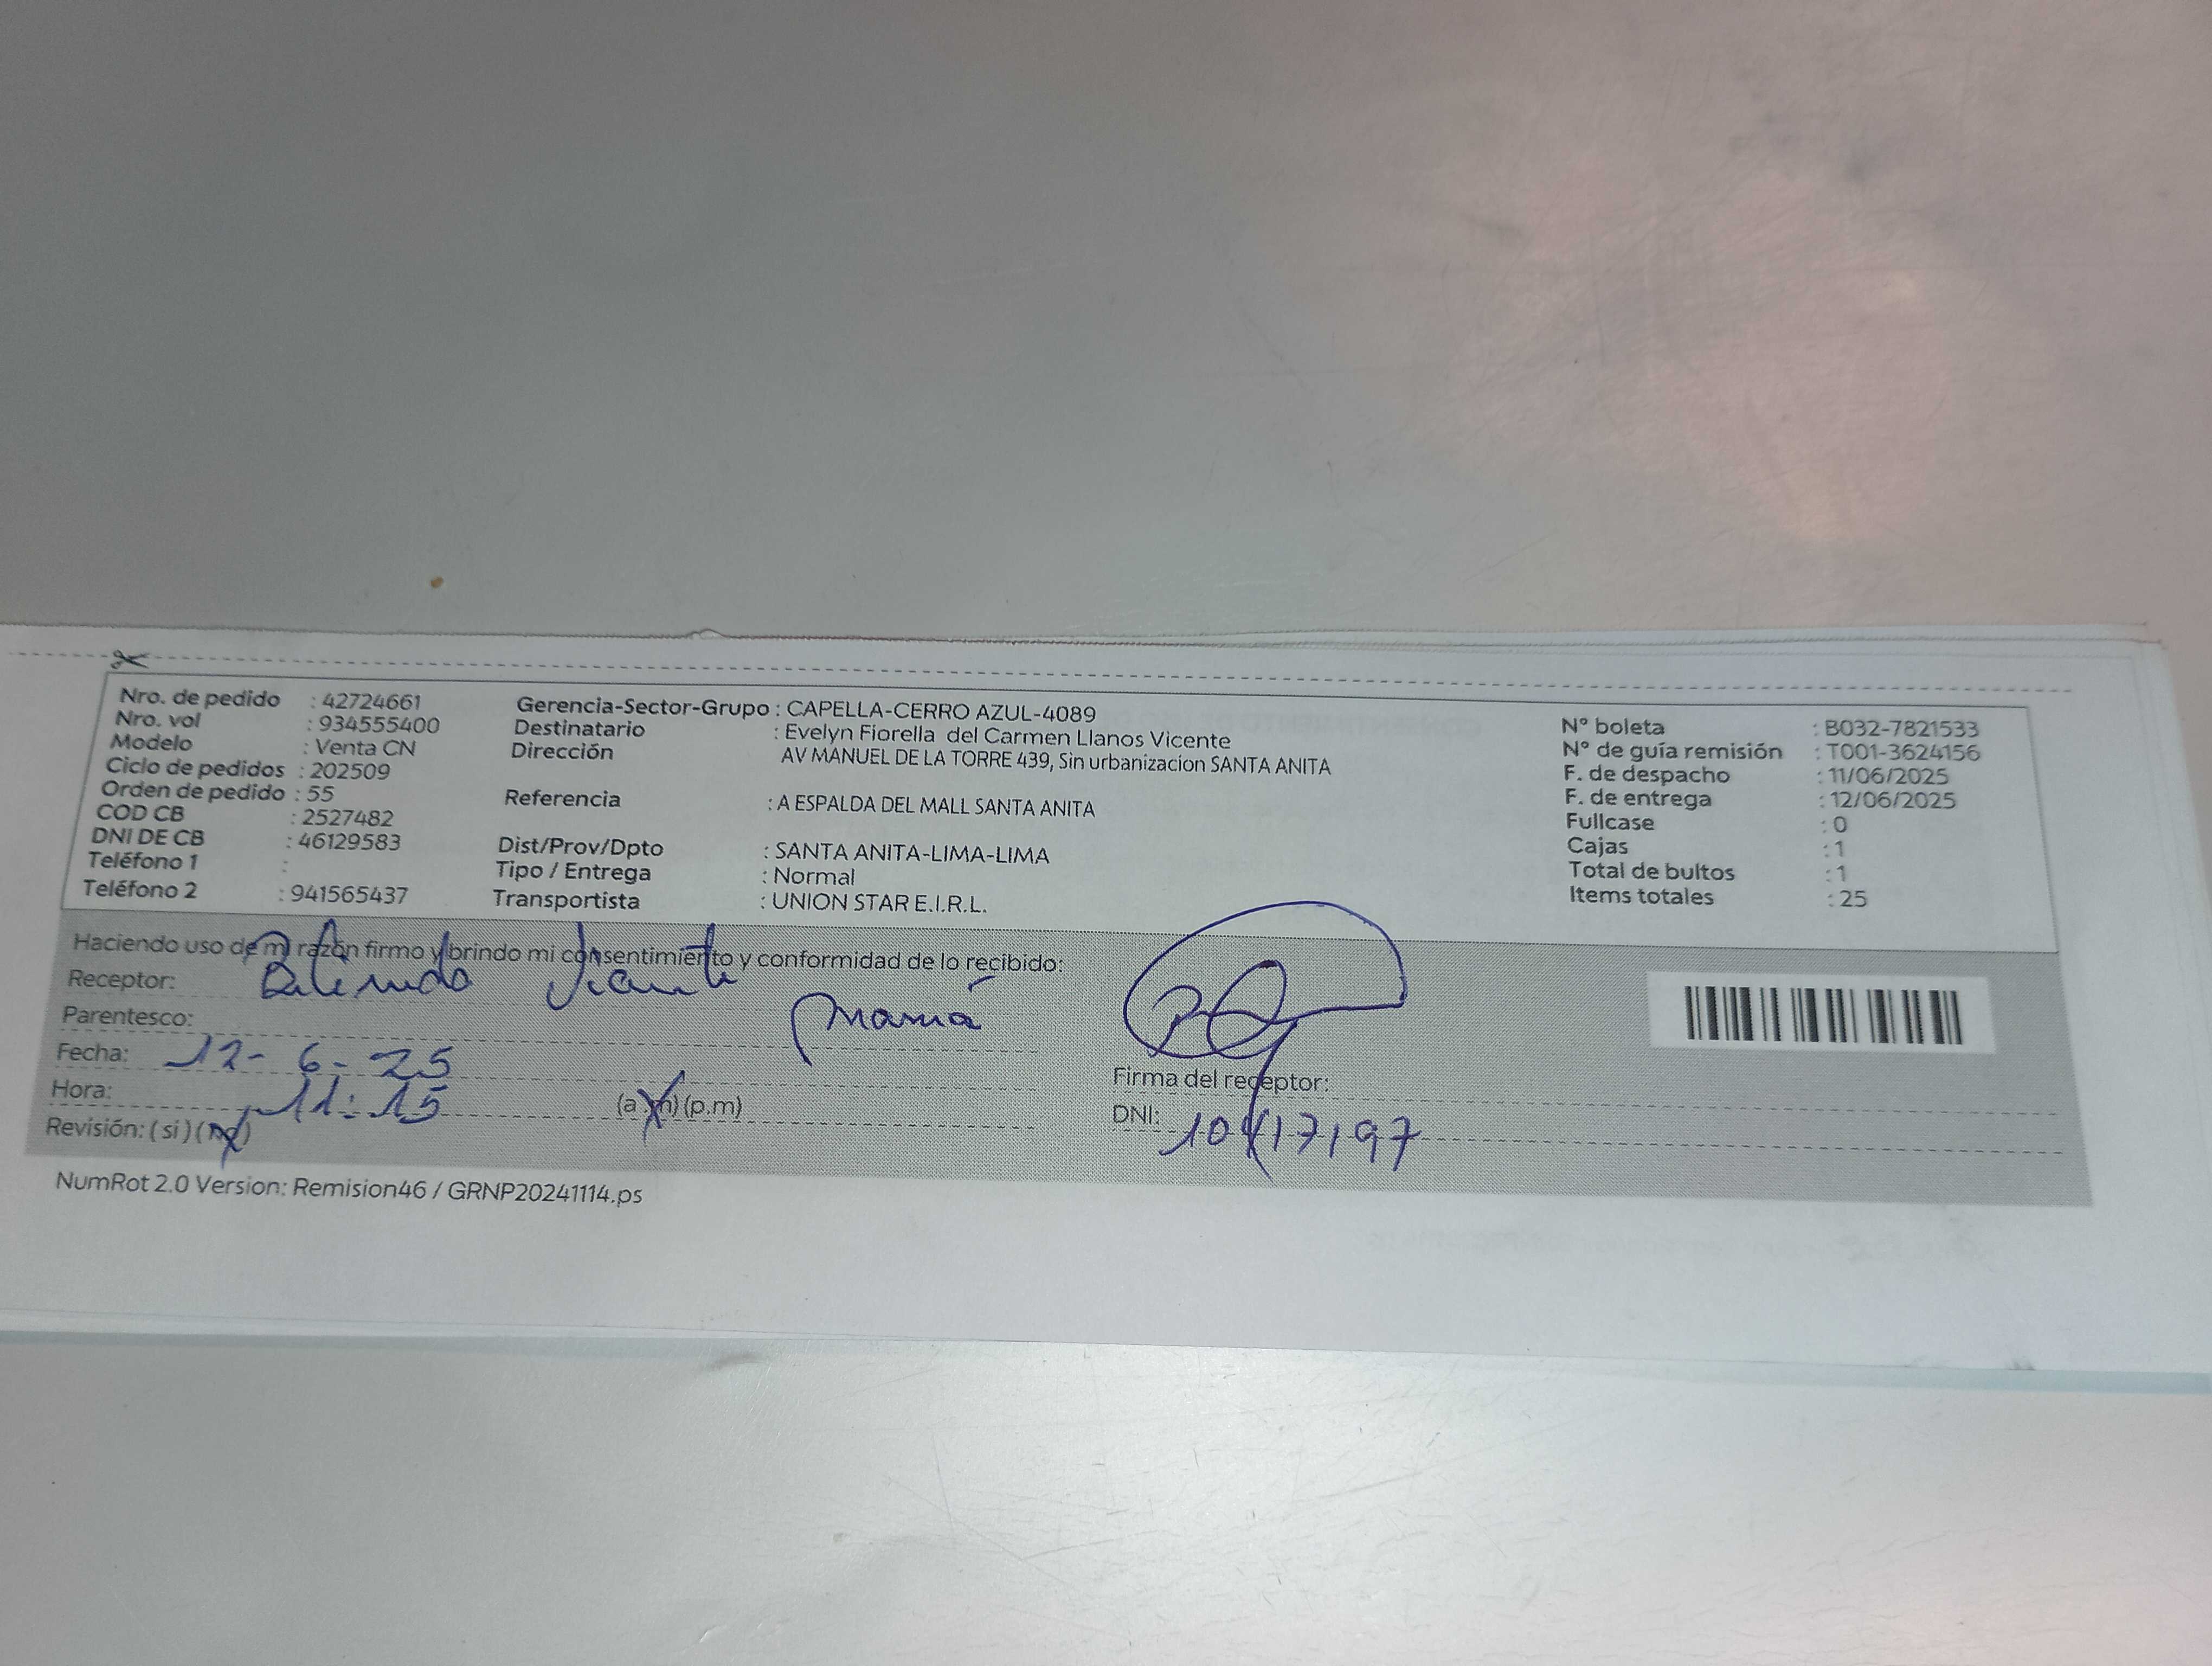 Nro. de pedido : 42724661
Nro. vol : 934555400
Modelo : Venta CN
Ciclo de pedidos : 202509
Orden de pedido : 55
COD CB : 2527482
DNI DE CB : 46129583
Teléfono 1 :
Teléfono 2 : 941565437
Gerencia-Sector-Grupo : CAPELLA-CERRO AZUL-4089
Destinatario : Evelyn Fiorella del Carmen Llanos Vicente
Dirección AV MANUEL DE LA TORRE 439, Sin urbanizacion SANTA ANITA
Referencia : A ESPALDA DEL MALL SANTA ANITA
Dist/Prov/Dpto : SANTA ANITA-LIMA-LIMA
Tipo / Entrega : Normal
Transportista : UNION STAR E.I.R.L.
N° boleta : B032-7821533
N° de guía remisión : T001-3624156
F. de despacho : 11/06/2025
F. de entrega : 12/06/2025
Fullcase : 0
Cajas : 1
Total de bultos : 1
Items totales : 25
Haciendo uso de mi razón firmo y brindo mi consentimiento y conformidad de lo recibido:
Receptor:
Parentesco: mamá
Fecha: 12-6-25
Hora: 11:15 (a.m) (p.m)
Revisión: (si) (no)
Firma del receptor:
DNI:
NumRot 2.0 Version: Remision46 / GRNP20241114.ps